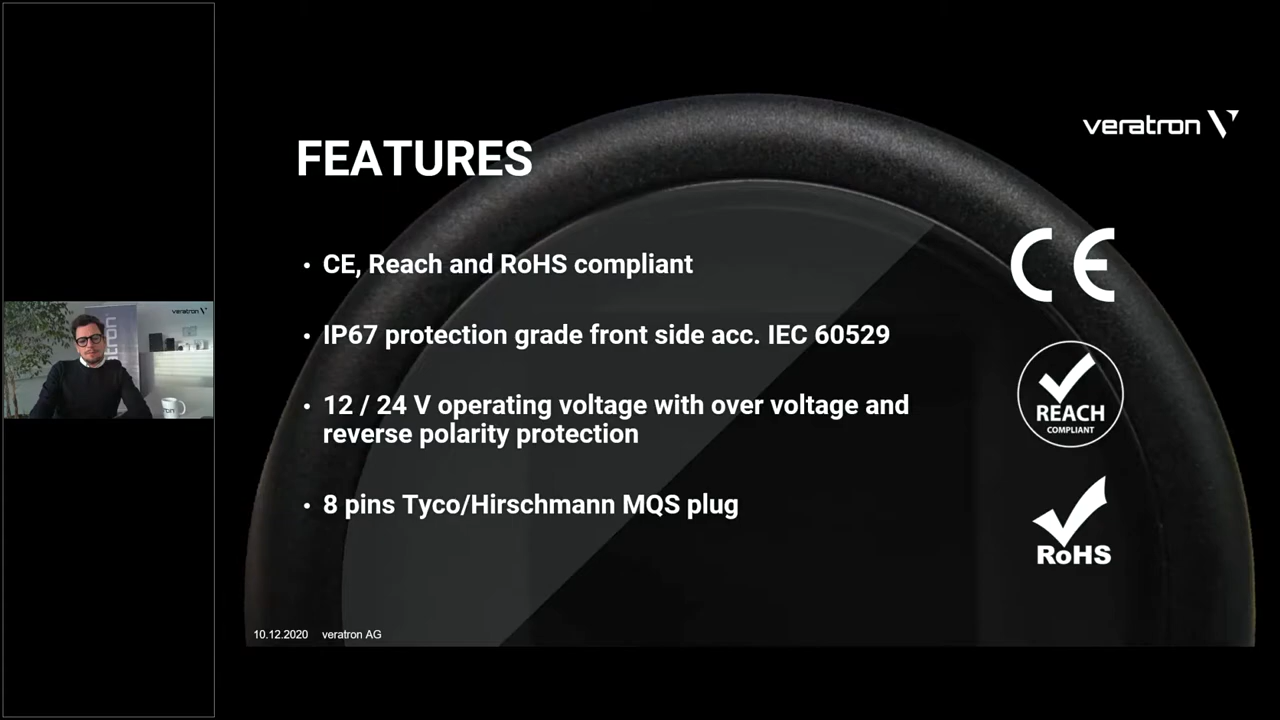 veratron
FEATURES
• CE, Reach and RoHS compliant
• IP67 protection grade front side acc. IEC 60529
• 12 / 24 V operating voltage with over voltage and
reverse polarity protection
• 8 pins Tyco/Hirschmann MQS plug
CE
REACH
COMPLIANT
RoHS
10.12.2020 veratron AG
veratron